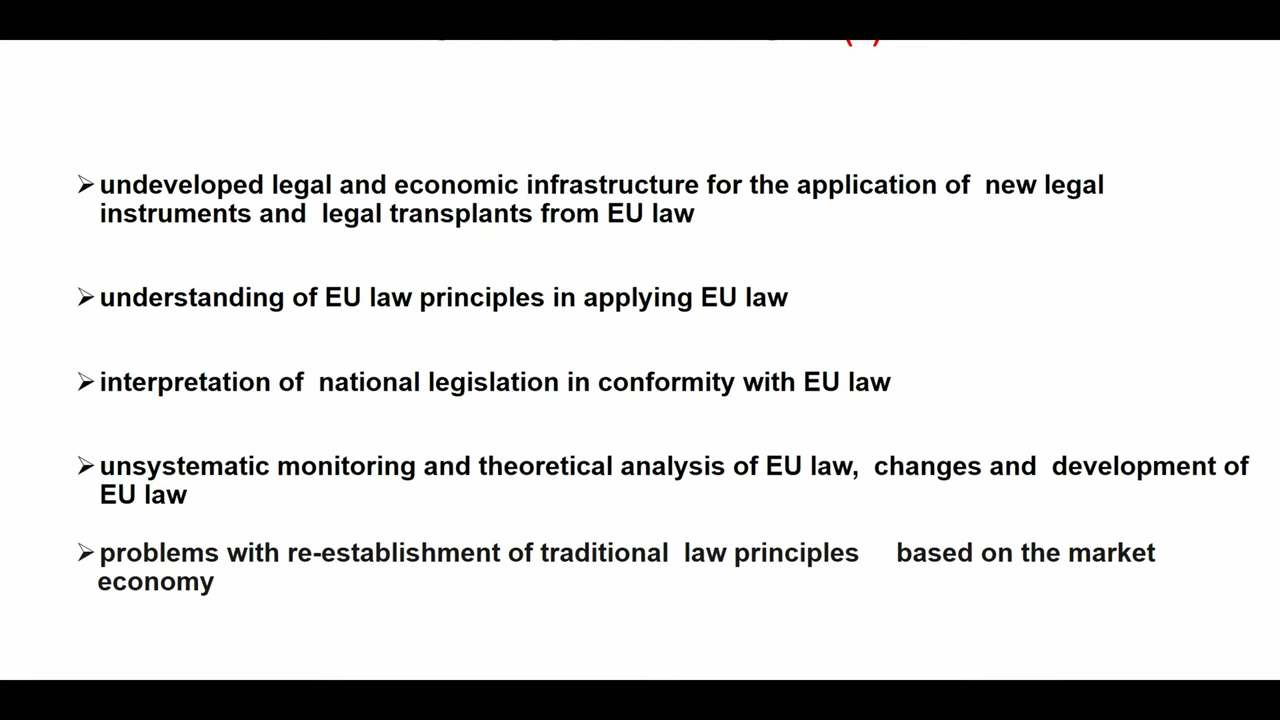 ➢undeveloped legal and economic infrastructure for the application of  new legal
instruments and  legal transplants from EU law
➢understanding of EU law principles in applying EU law
➢interpretation of  national legislation in conformity with EU law
➢unsystematic monitoring and theoretical analysis of EU law,  changes and  development of
EU law
➢problems with re-establishment of traditional  law principles    based on the market
economy